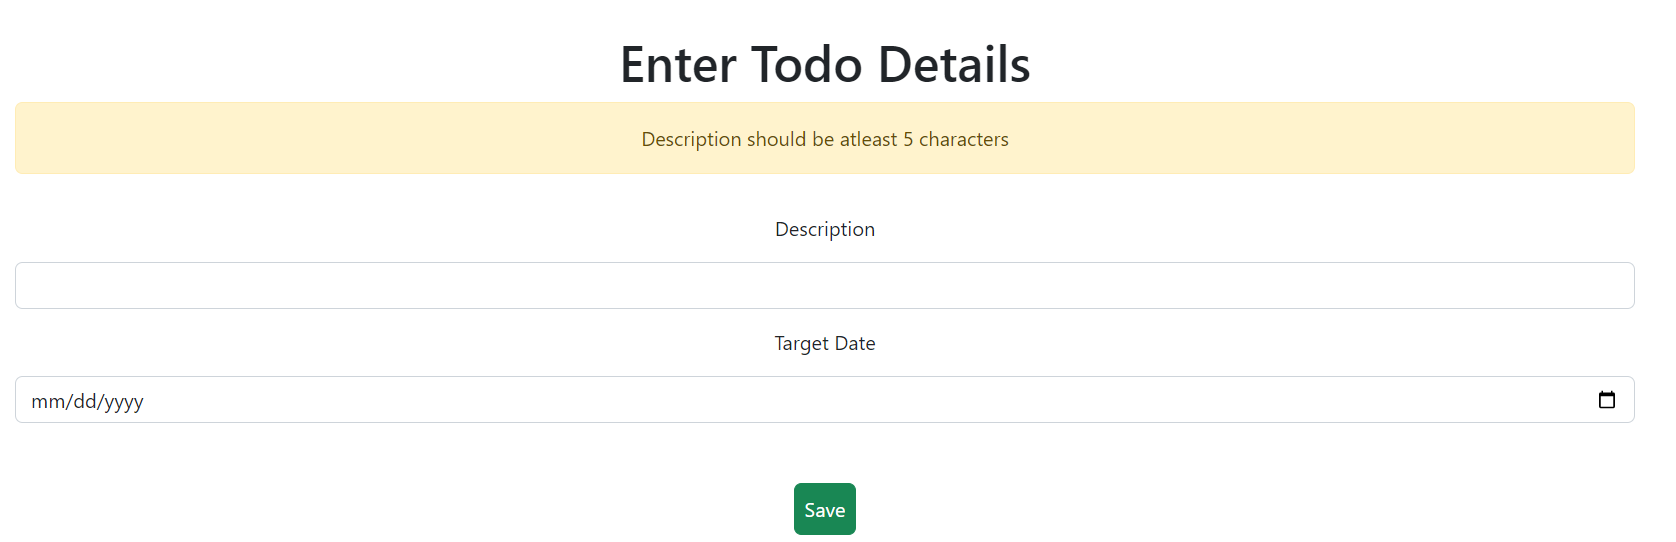 Enter Todo Details
Description should be atleast 5 characters
Description
Target Date
mm/dd/yyyy
Save